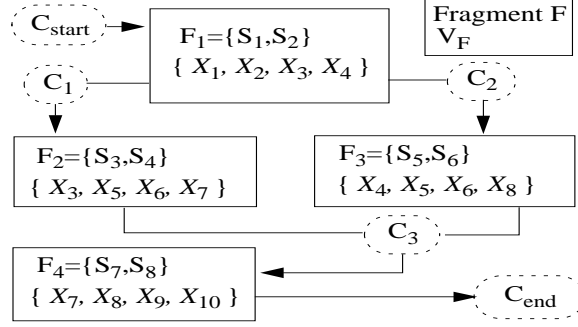 C_start
F_1={S_1,S_2}
{ X_1, X_2, X_3, X_4 }
Fragment F
V_F
C_1
C_2
F_2={S_3,S_4}
{ X_3, X_5, X_6, X_7 }
F_3={S_5,S_6}
{ X_4, X_5, X_6, X_8 }
C_3
F_4={S_7,S_8}
{ X_7, X_8, X_9, X_10 }
C_end